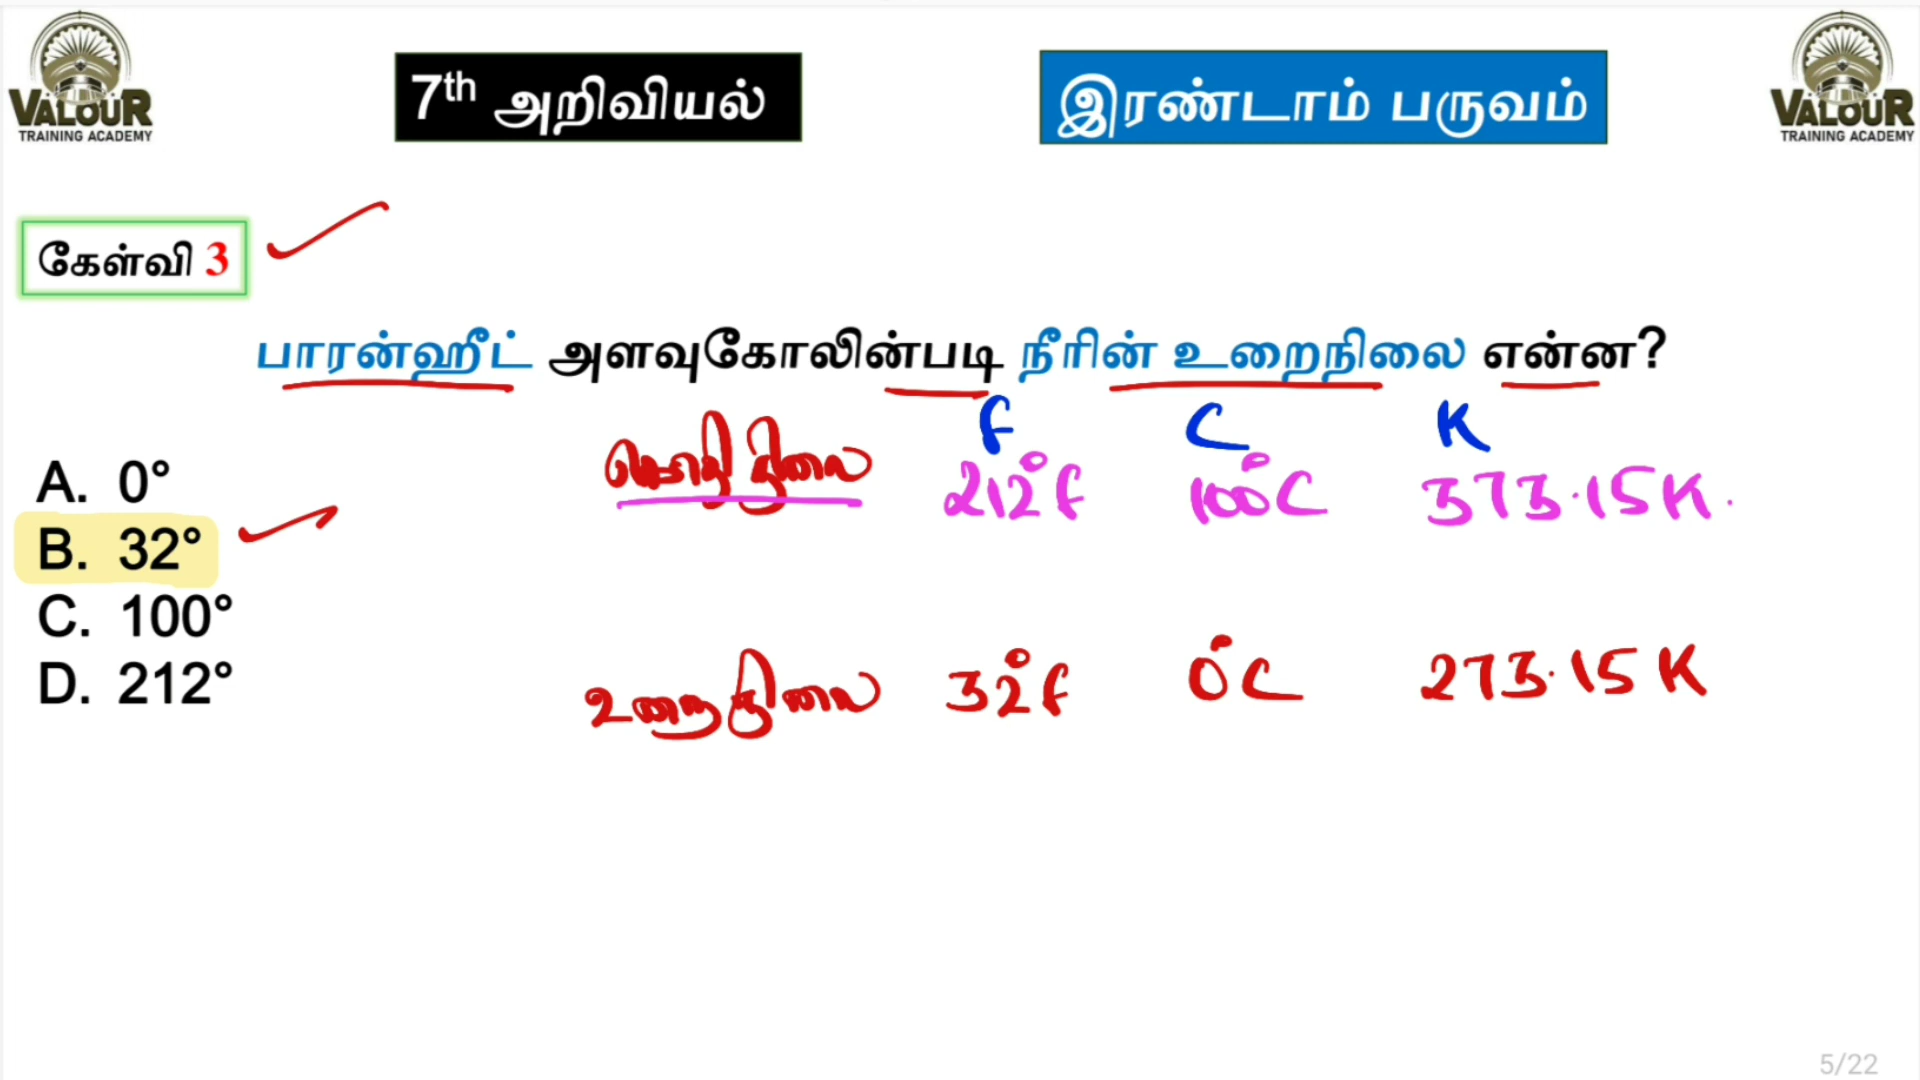 VALOUR
TRAINING ACADEMY
7th அறிவியல்
இரண்டாம் பருவம்
VALOUR
TRAINING ACADEMY
கேள்வி 3
பாரன்ஹீட் அளவுகோலின்படி நீரின் உறைநிலை என்ன?
F C K
கொதிநிலை 212°F 100°C 373.15K.
A. 0°
B. 32°
C. 100°
D. 212°
உறைநிலை 32°F 0°C 273.15 K
5/22